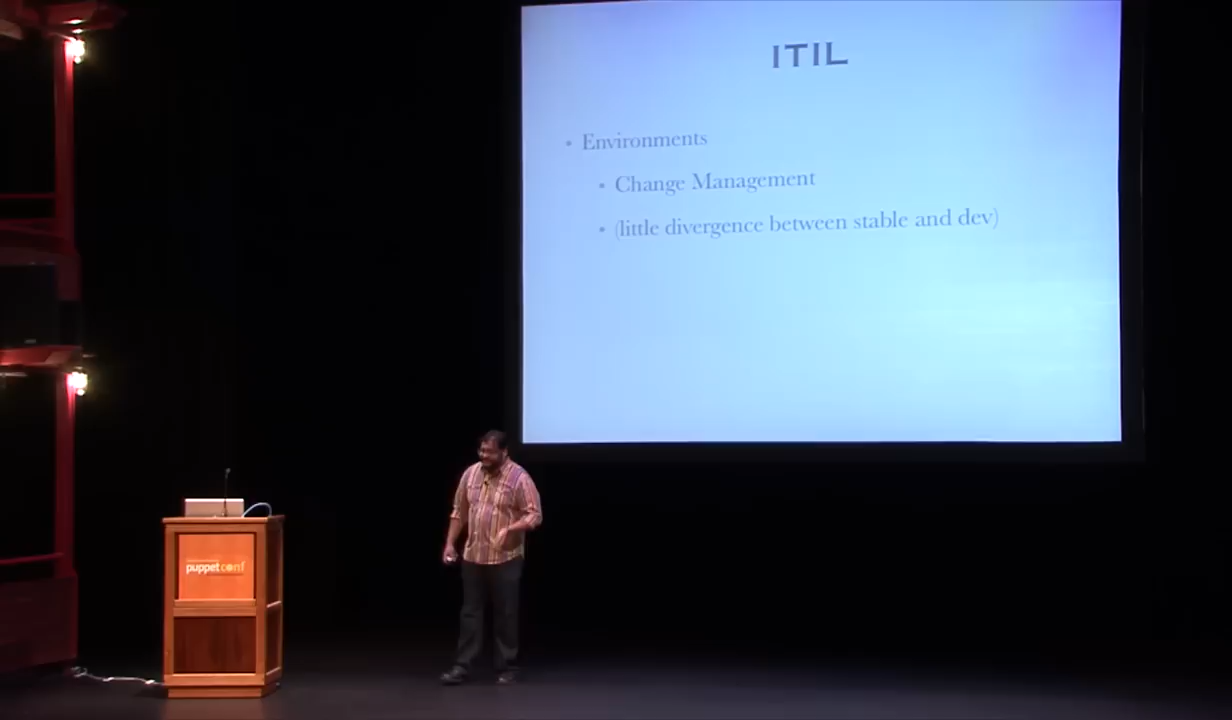 ITIL
• Environments
• Change Management
• (little divergence between stable and dev)
puppetconf